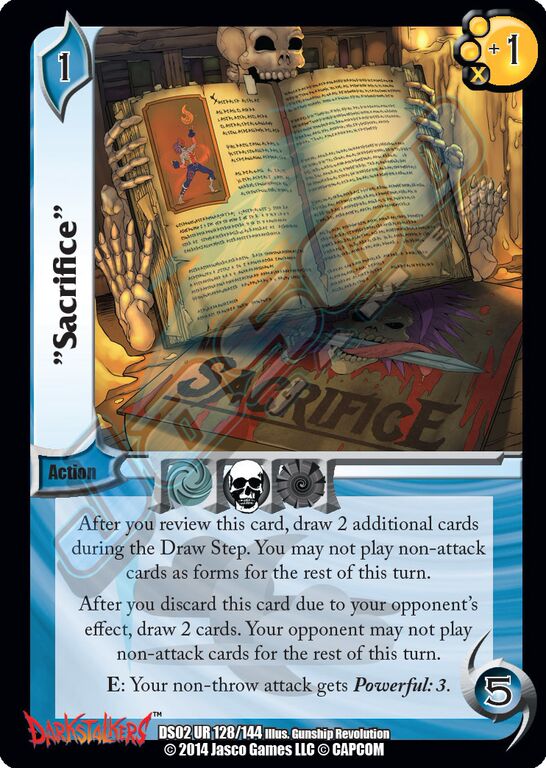 1
+1
X
"Sacrifice"
SACRIFICE
Action
After you review this card, draw 2 additional cards
during the Draw Step. You may not play non-attack
cards as forms for the rest of this turn.
After you discard this card due to your opponent's
effect, draw 2 cards. Your opponent may not play
non-attack cards for the rest of this turn.
E: Your non-throw attack gets Powerful: 3.
5
DARKSTALKERS™
DS02 UR 128/144 Illus. Gunship Revolution
© 2014 Jasco Games LLC © CAPCOM